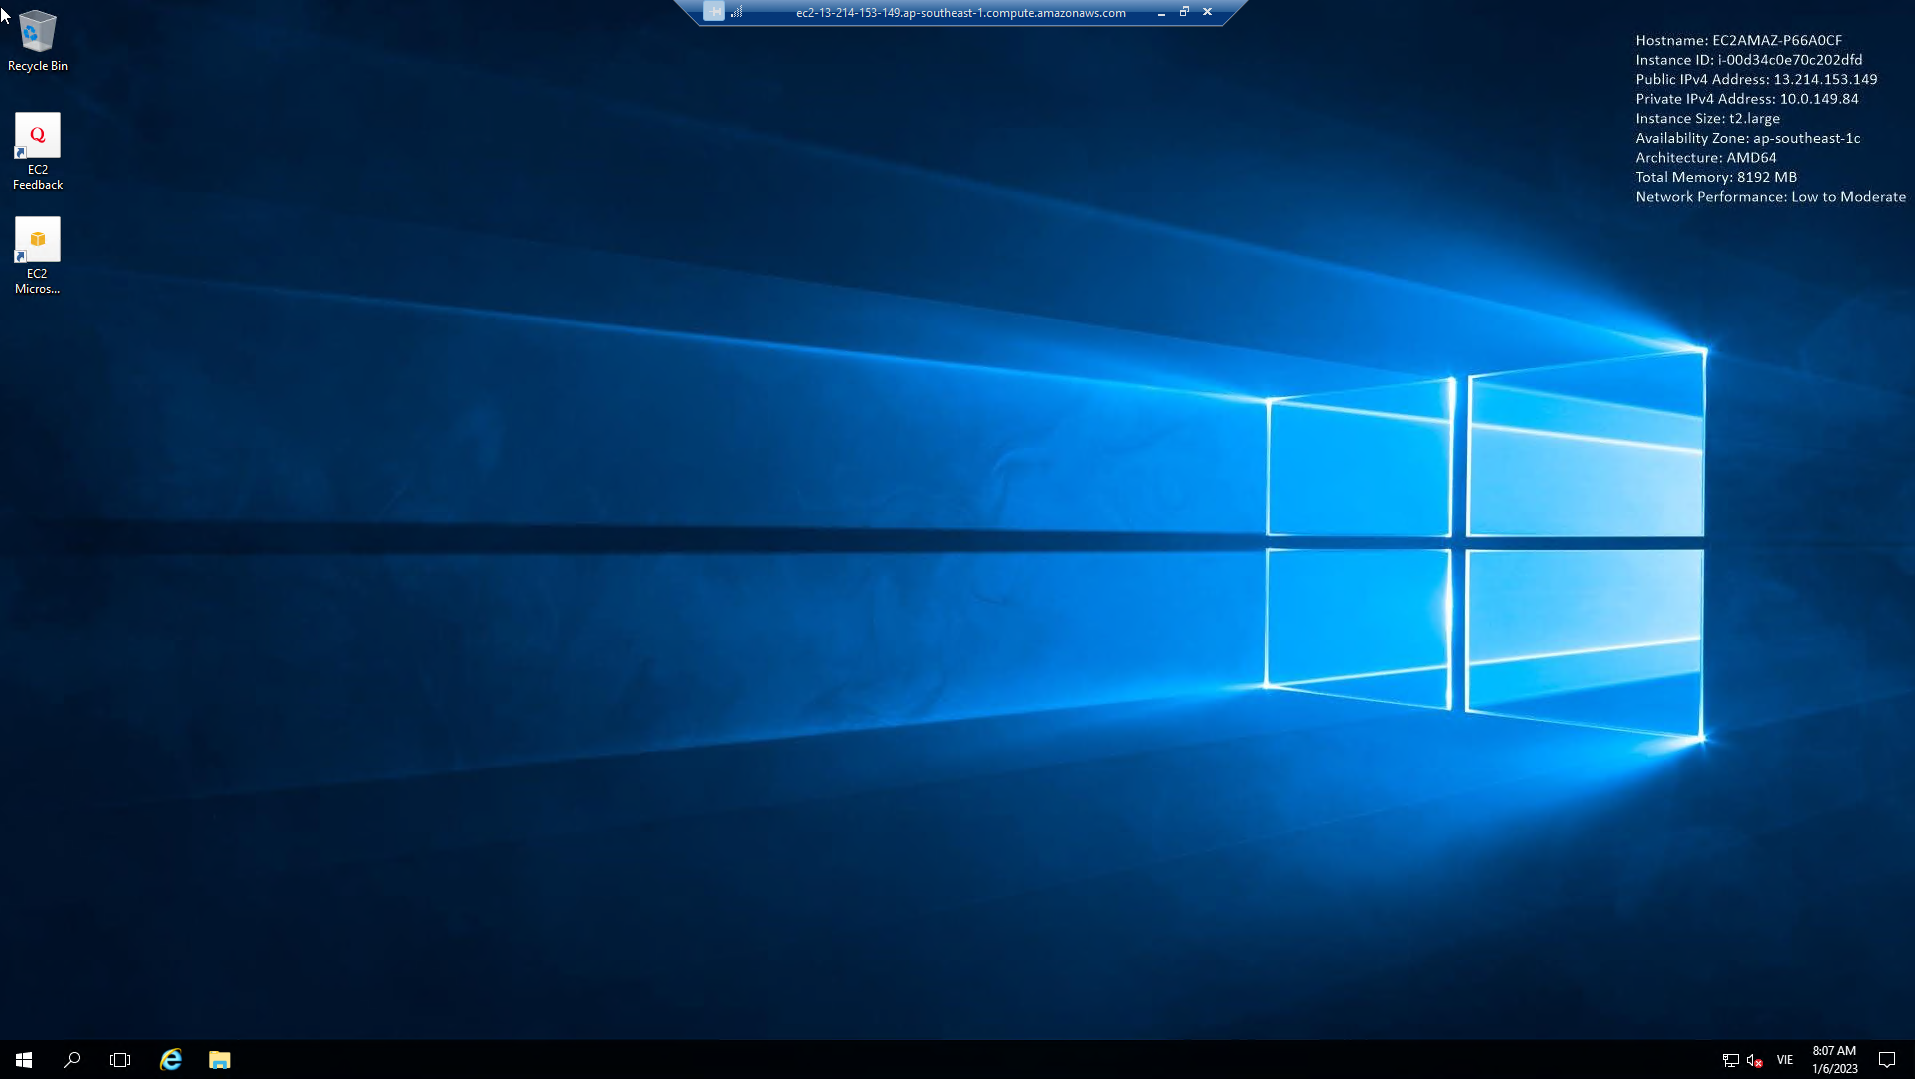 ec2-13-214-153-149.ap-southeast-1.compute.amazonaws.com
Recycle Bin
EC2
Feedback
EC2
Micros...
Hostname: EC2AMAZ-P66A0CF
Instance ID: i-00d34c0e70c202dfd
Public IPv4 Address: 13.214.153.149
Private IPv4 Address: 10.0.149.84
Instance Size: t2.large
Availability Zone: ap-southeast-1c
Architecture: AMD64
Total Memory: 8192 MB
Network Performance: Low to Moderate
VIE
8:07 AM
1/6/2023